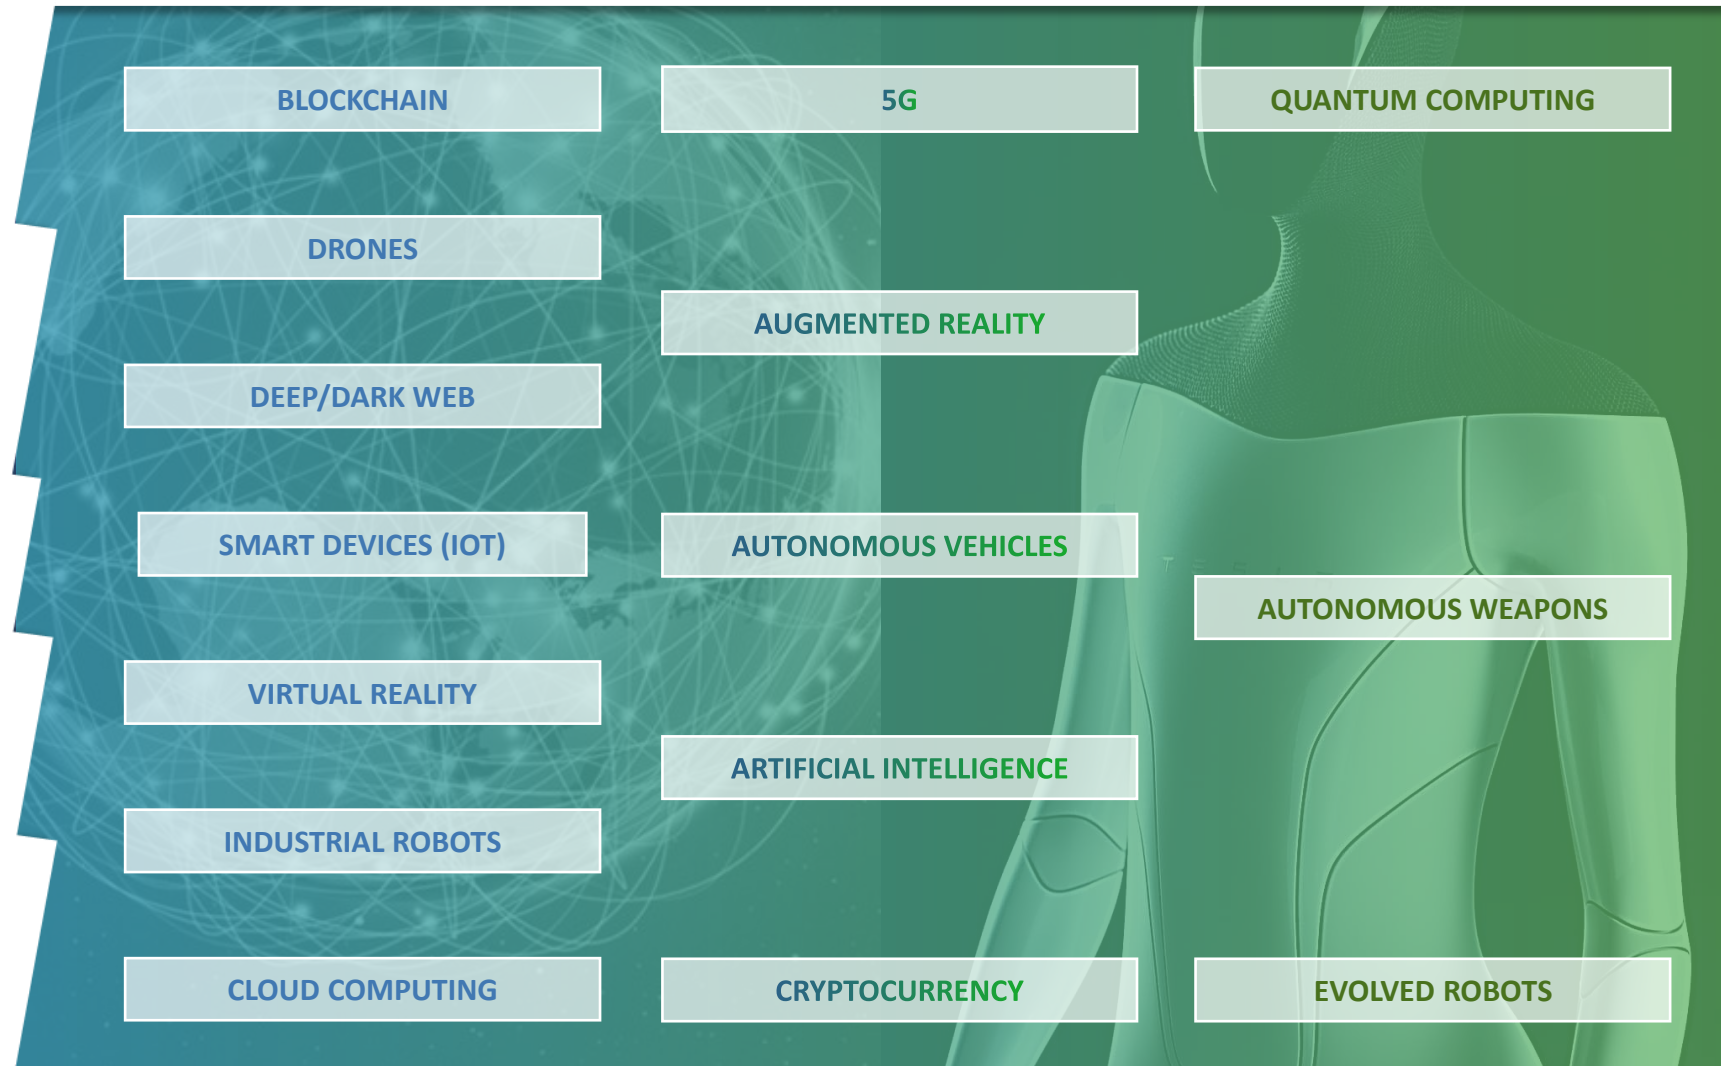 BLOCKCHAIN
5G
QUANTUM COMPUTING
DRONES
AUGMENTED REALITY
DEEP/DARK WEB
SMART DEVICES (IOT)
AUTONOMOUS VEHICLES
AUTONOMOUS WEAPONS
VIRTUAL REALITY
ARTIFICIAL INTELLIGENCE
INDUSTRIAL ROBOTS
CLOUD COMPUTING
CRYPTOCURRENCY
EVOLVED ROBOTS